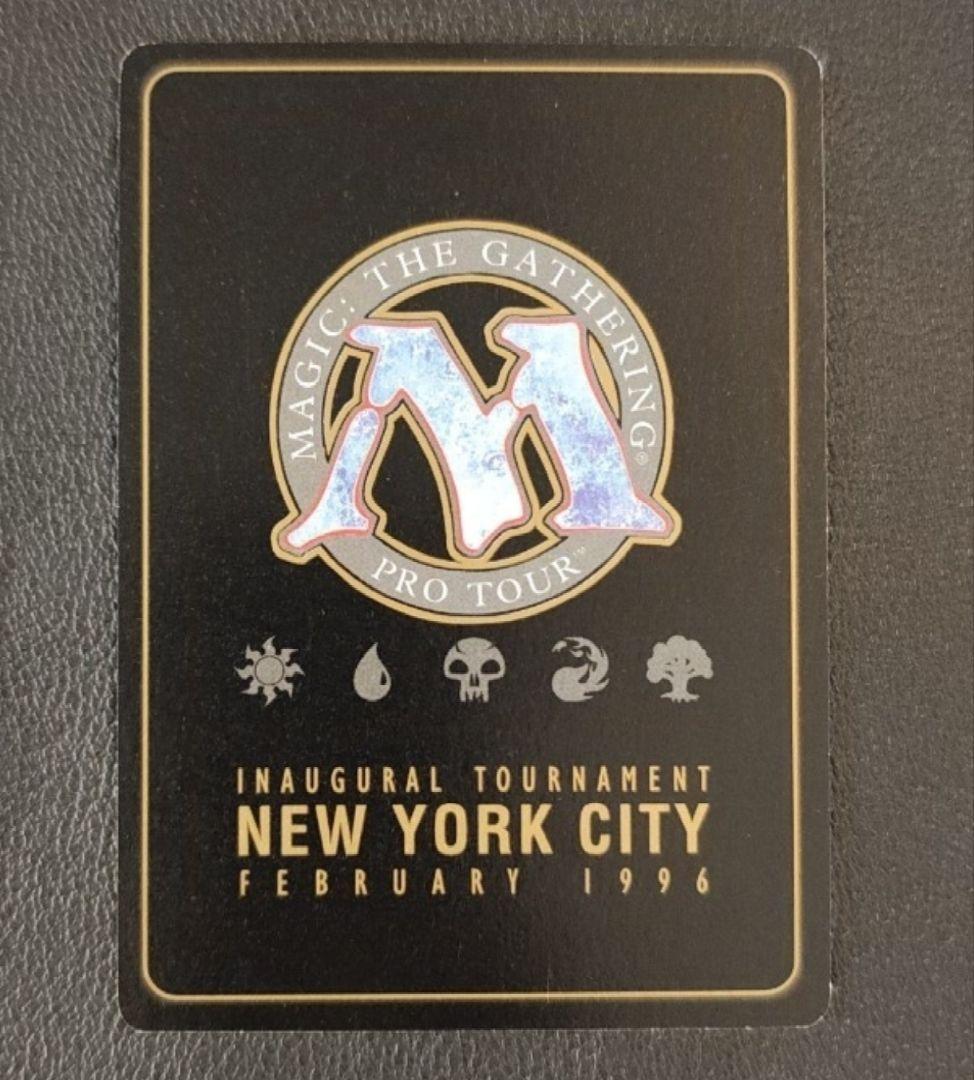 MAGIC: THE GATHERING®
M
PRO TOUR™
INAUGURAL TOURNAMENT
NEW YORK CITY
FEBRUARY 1996